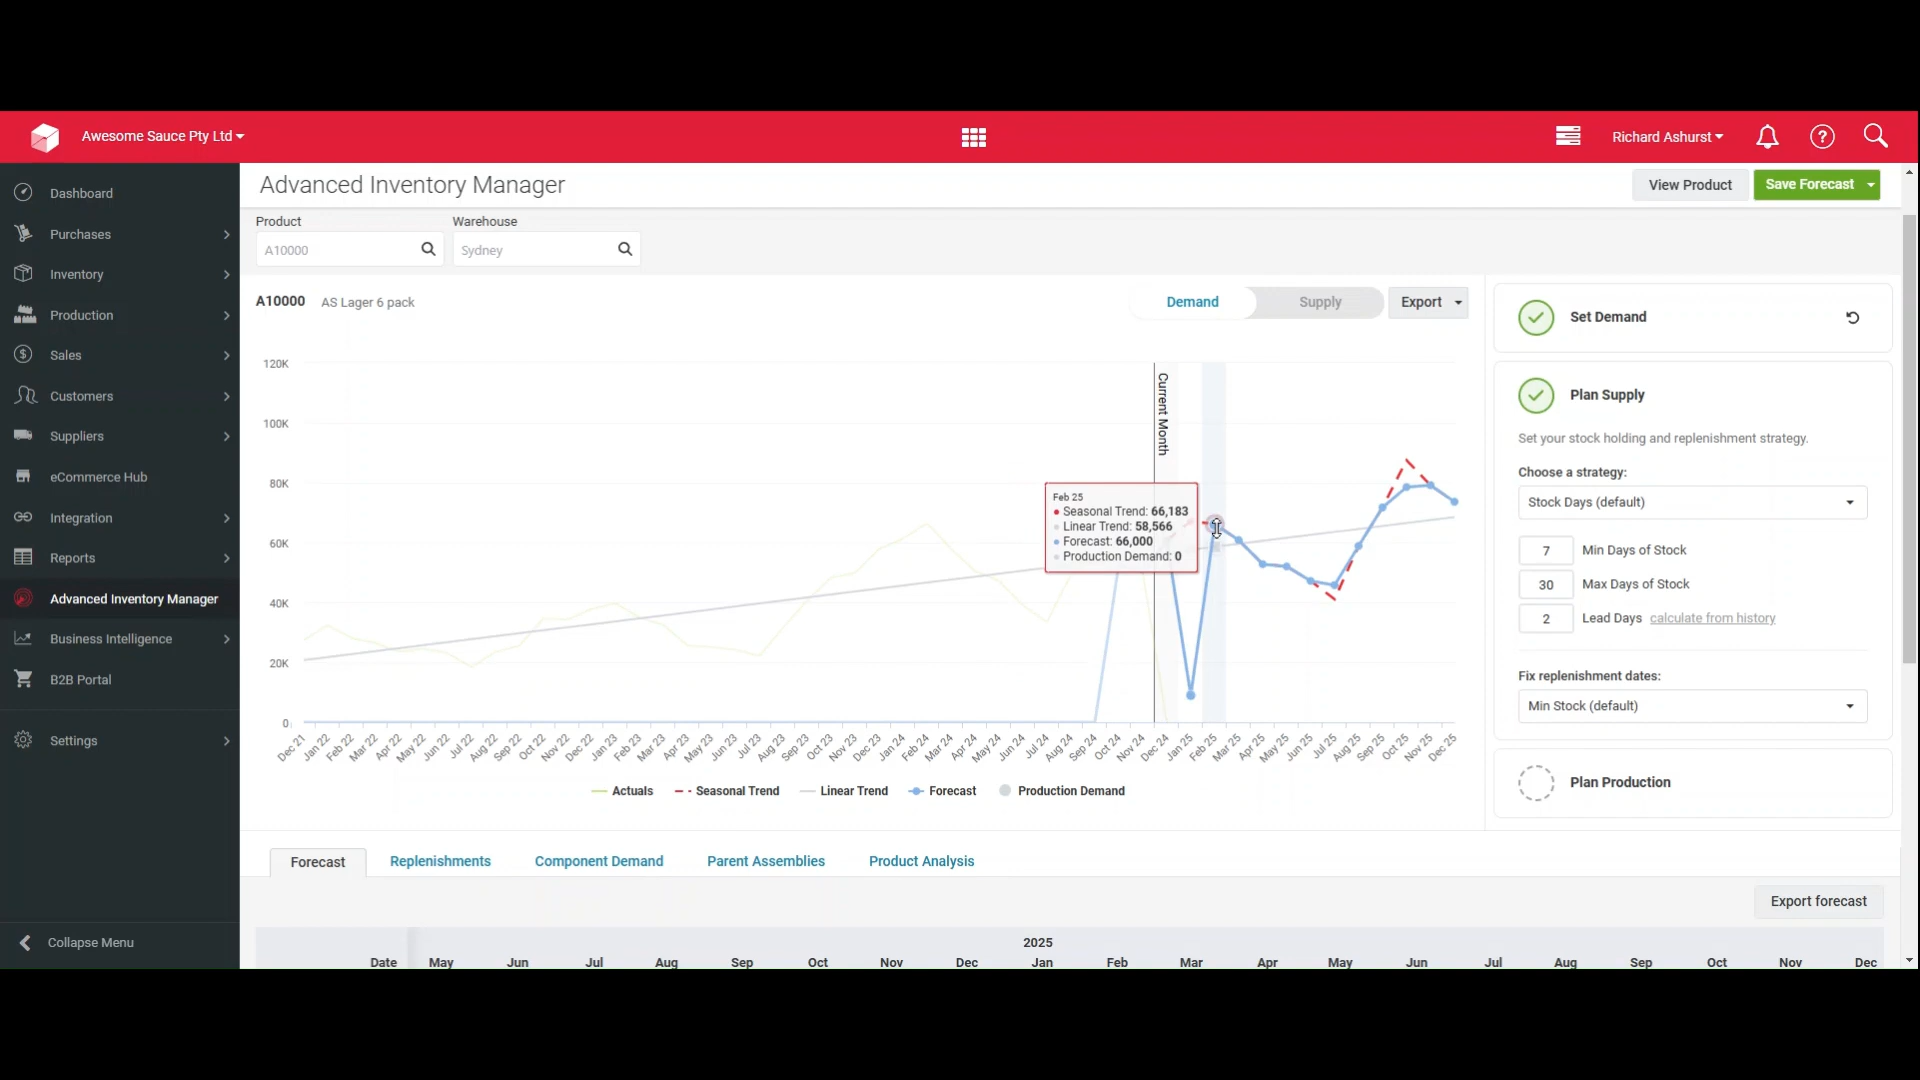 Awesome Sauce Pty Ltd
Richard Ashurst
Dashboard
Purchases
Inventory
Production
Sales
Customers
Suppliers
eCommerce Hub
Integration
Reports
Advanced Inventory Manager
Business Intelligence
B2B Portal
Settings
Collapse Menu
Advanced Inventory Manager
View Product
Save Forecast
Product
Warehouse
A10000
Sydney
A10000 AS Lager 6 pack
Demand
Supply
Export
120K
100K
80K
60K
40K
20K
0
Current Month
Feb 25
Seasonal Trend: 66,183
Linear Trend: 58,566
Forecast: 66,000
Production Demand: 0
Dec 21 Jan 22 Feb 22 Mar 22 Apr 22 May 22 Jun 22 Jul 22 Aug 22 Sep 22 Oct 22 Nov 22 Dec 22 Jan 23 Feb 23 Mar 23 Apr 23 May 23 Jun 23 Jul 23 Aug 23 Sep 23 Oct 23 Nov 23 Dec 23 Jan 24 Feb 24 Mar 24 Apr 24 May 24 Jun 24 Jul 24 Aug 24 Sep 24 Oct 24 Nov 24 Dec 24 Jan 25 Feb 25 Mar 25 Apr 25 May 25 Jun 25 Jul 25 Aug 25 Sep 25 Oct 25 Nov 25 Dec 25
Actuals Seasonal Trend Linear Trend Forecast Production Demand
Set Demand
Plan Supply
Set your stock holding and replenishment strategy.
Choose a strategy:
Stock Days (default)
7 Min Days of Stock
30 Max Days of Stock
2 Lead Days calculate from history
Fix replenishment dates:
Min Stock (default)
Plan Production
Forecast Replenishments Component Demand Parent Assemblies Product Analysis
Export forecast
2025
Date May Jun Jul Aug Sep Oct Nov Dec Jan Feb Mar Apr May Jun Jul Aug Sep Oct Nov Dec